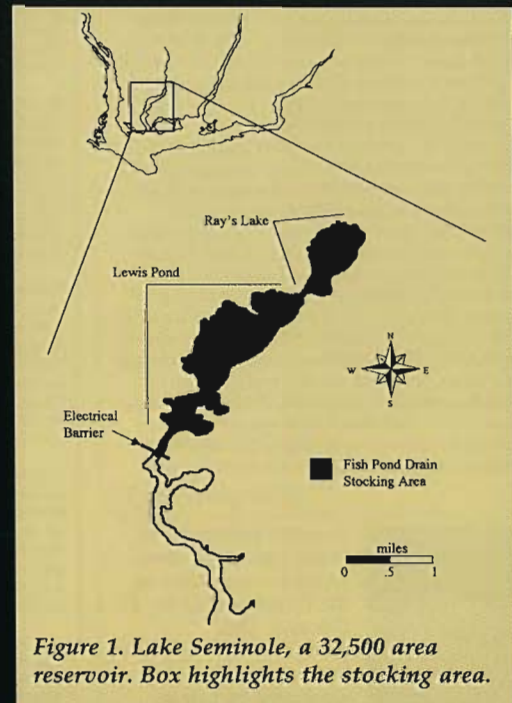 Ray's Lake
Lewis Pond
N
W E
S
Electrical
Barrier
Fish Pond Drain
Stocking Area
miles
0 .5 1
Figure 1. Lake Seminole, a 32,500 area
reservoir. Box highlights the stocking area.